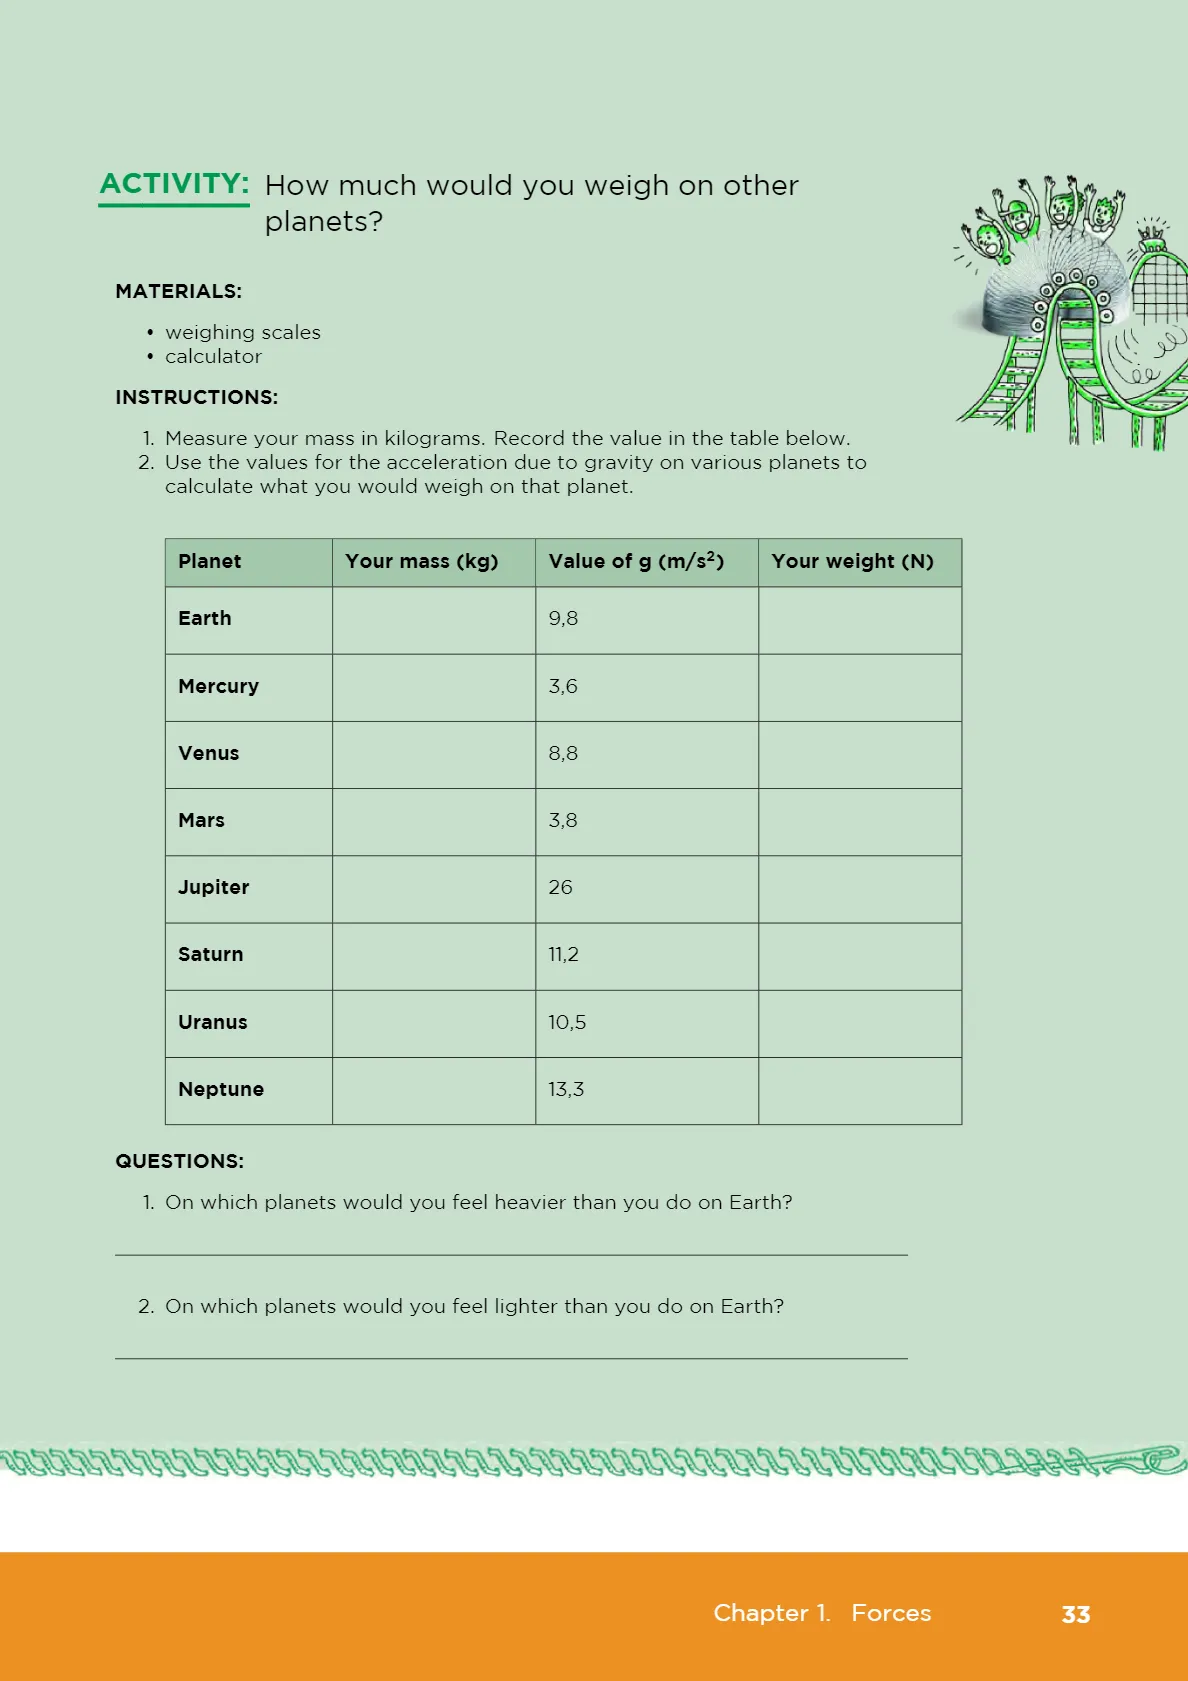 ACTIVITY: How much would you weigh on other
planets?
MATERIALS:
• weighing scales
• calculator
INSTRUCTIONS:
1. Measure your mass in kilograms. Record the value in the table below.
2. Use the values for the acceleration due to gravity on various planets to
calculate what you would weigh on that planet.
Planet Your mass (kg) Value of g (m/s²) Your weight (N)
Earth 9,8
Mercury 3,6
Venus 8,8
Mars 3,8
Jupiter 26
Saturn 11,2
Uranus 10,5
Neptune 13,3
QUESTIONS:
1. On which planets would you feel heavier than you do on Earth?
2. On which planets would you feel lighter than you do on Earth?
Chapter 1. Forces 33